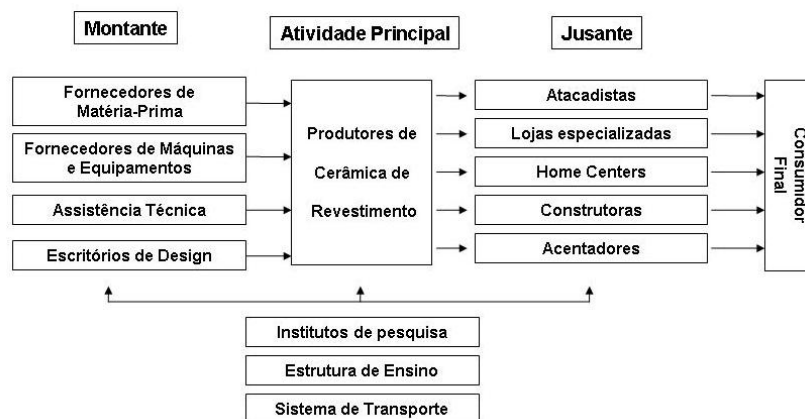 Montante
Atividade Principal
Jusante
Fornecedores de
Matéria-Prima
Fornecedores de Máquinas
e Equipamentos
Assistência Técnica
Escritórios de Design
Produtores de
Cerâmica de
Revestimento
Atacadistas
Lojas especializadas
Home Centers
Construtoras
Acentadores
Consumidor
Final
Institutos de pesquisa
Estrutura de Ensino
Sistema de Transporte